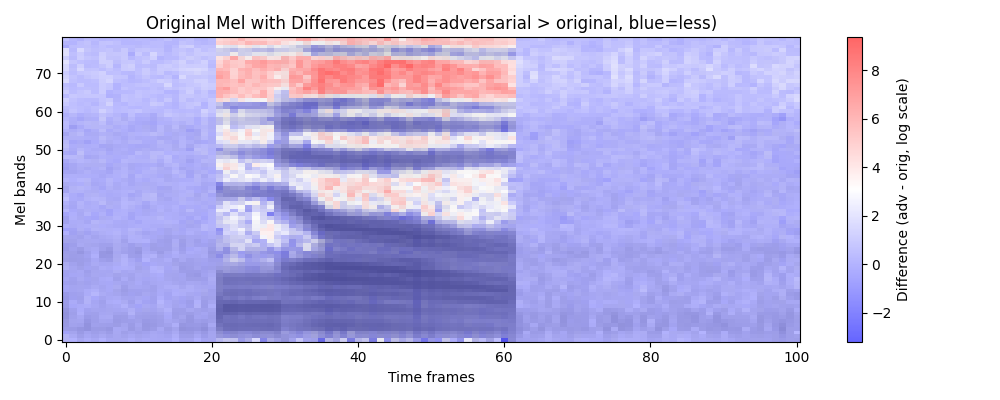 Original Mel with Differences (red=adversarial > original, blue=less)
Mel bands
70
60
50
40
30
20
10
0
0 20 40 60 80 100
Time frames
8
6
4
2
0
−2
Difference (adv - orig, log scale)